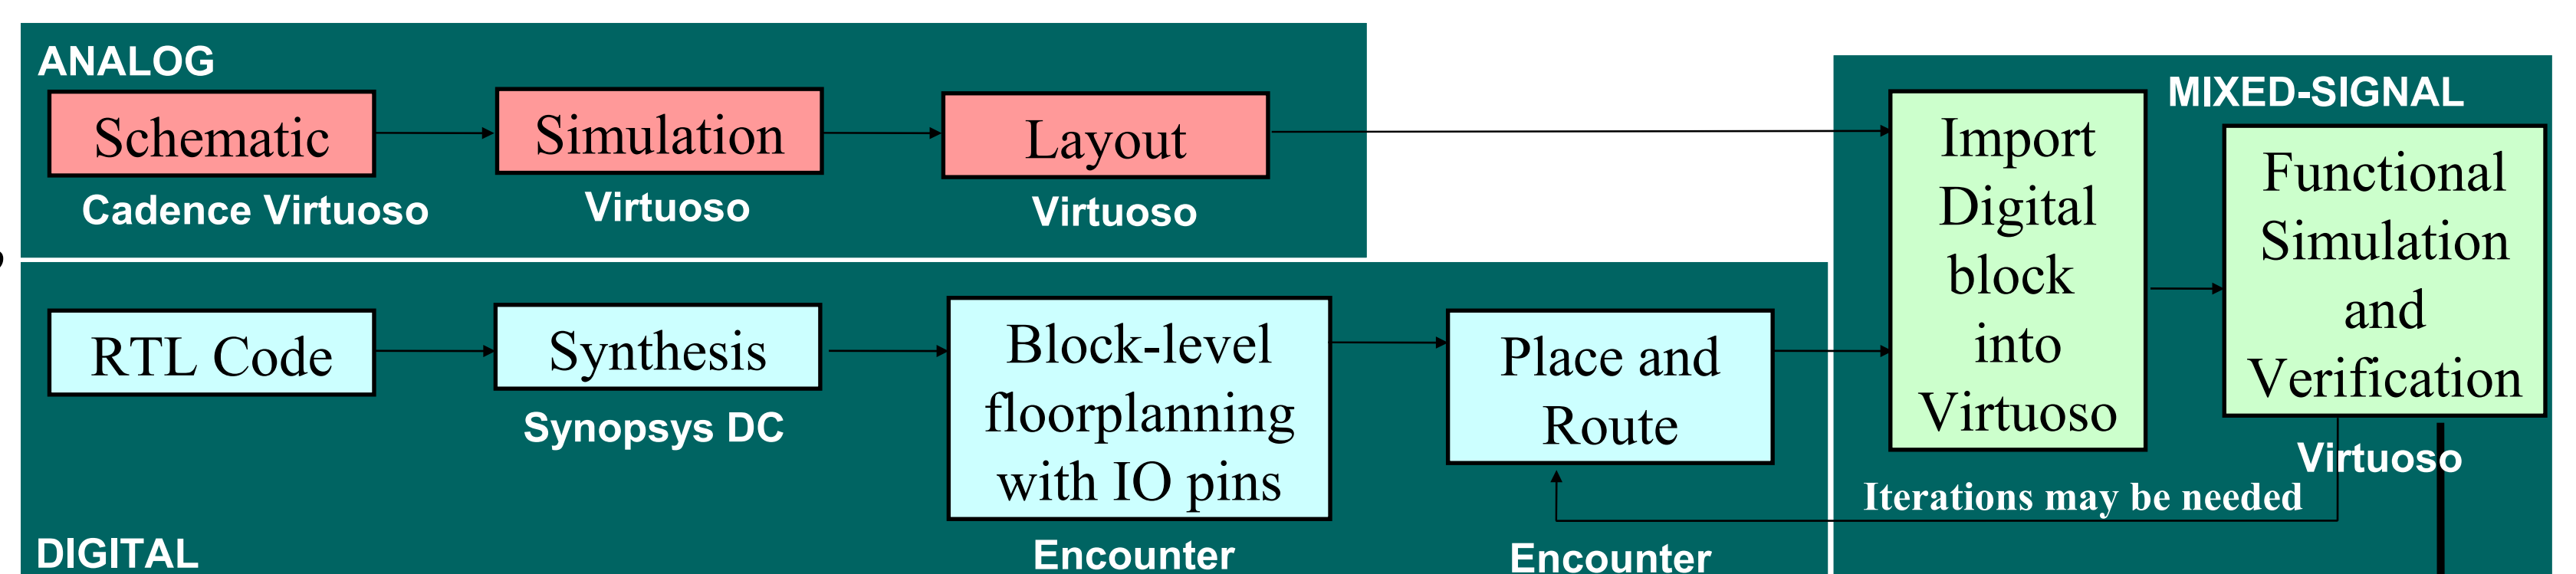 ANALOG
Schematic
Cadence Virtuoso
Simulation
Virtuoso
Layout
Virtuoso
RTL Code
Synthesis
Synopsys DC
Block-level
floorplanning
with IO pins
Encounter
Place and
Route
Encounter
DIGITAL
MIXED-SIGNAL
Import
Digital
block
into
Virtuoso
Functional
Simulation
and
Verification
Virtuoso
Iterations may be needed